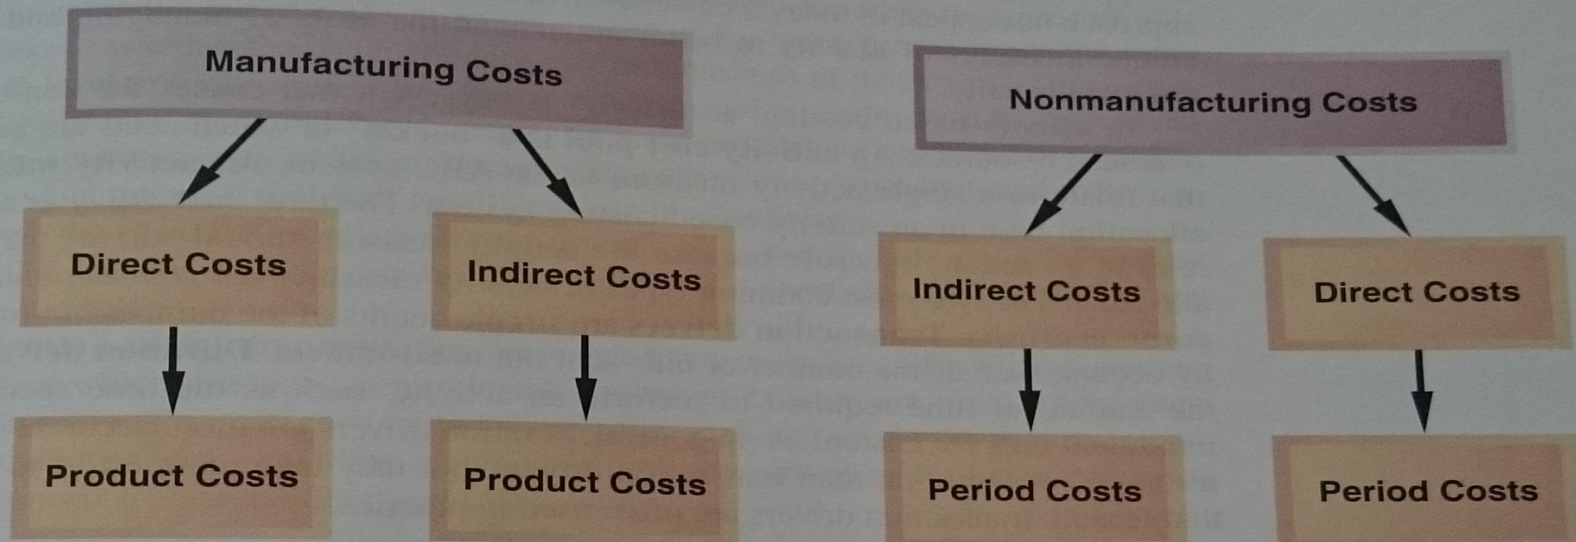 Manufacturing Costs
Nonmanufacturing Costs
Direct Costs
Indirect Costs
Indirect Costs
Direct Costs
Product Costs
Product Costs
Period Costs
Period Costs